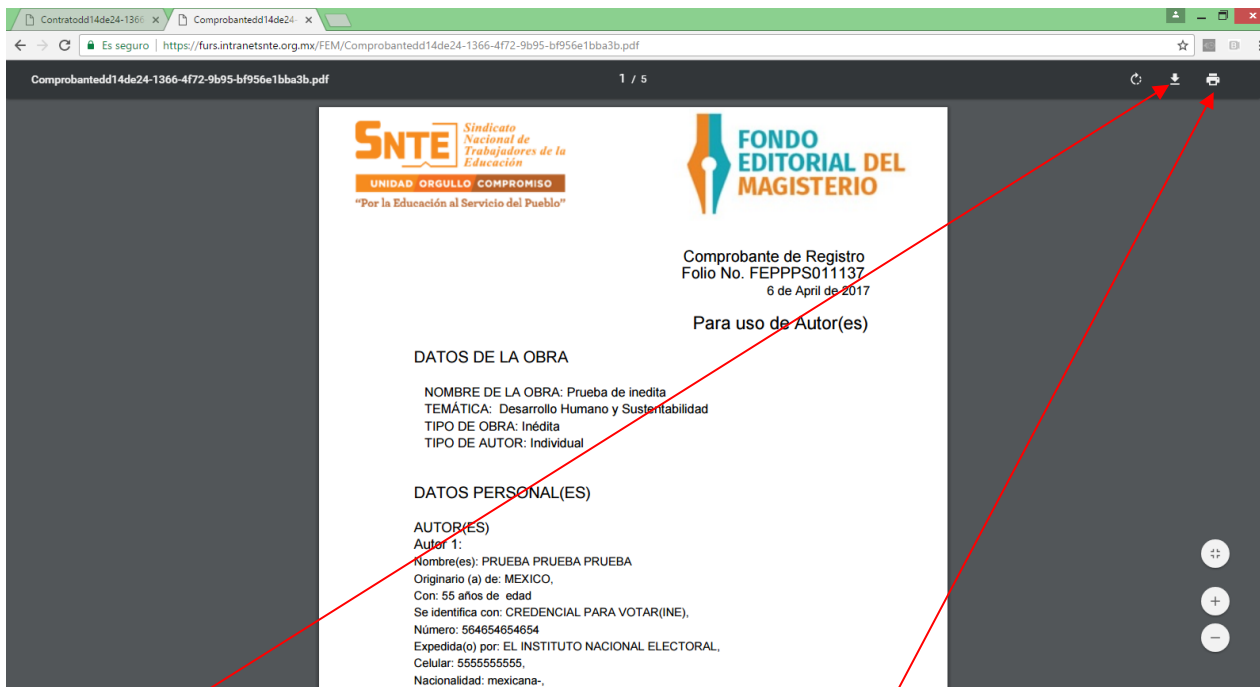 Contratodd14de24-1366
Comprobantedd14de24-
Es seguro | https://furs.intranetsnte.org.mx/FEM/Comprobantedd14de24-1366-4f72-9b95-bf956e1bba3b.pdf
Comprobantedd14de24-1366-4f72-9b95-bf956e1bba3b.pdf
1 / 5
SNTE
Sindicato
Nacional de
Trabajadores de la
Educación
UNIDAD ORGULLO COMPROMISO
“Por la Educación al Servicio del Pueblo”
FONDO
EDITORIAL DEL
MAGISTERIO
Comprobante de Registro
Folio No. FEPPPS011137
6 de April de 2017
Para uso de Autor(es)
DATOS DE LA OBRA
NOMBRE DE LA OBRA: Prueba de inedita
TEMÁTICA: Desarrollo Humano y Sustentabilidad
TIPO DE OBRA: Inédita
TIPO DE AUTOR: Individual
DATOS PERSONAL(ES)
AUTOR(ES)
Autor 1:
Nombre(es): PRUEBA PRUEBA PRUEBA
Originario (a) de: MEXICO,
Con: 55 años de edad
Se identifica con: CREDENCIAL PARA VOTAR(INE),
Número: 564654654654
Expedida(o) por: EL INSTITUTO NACIONAL ELECTORAL,
Celular: 5555555555,
Nacionalidad: mexicana-,